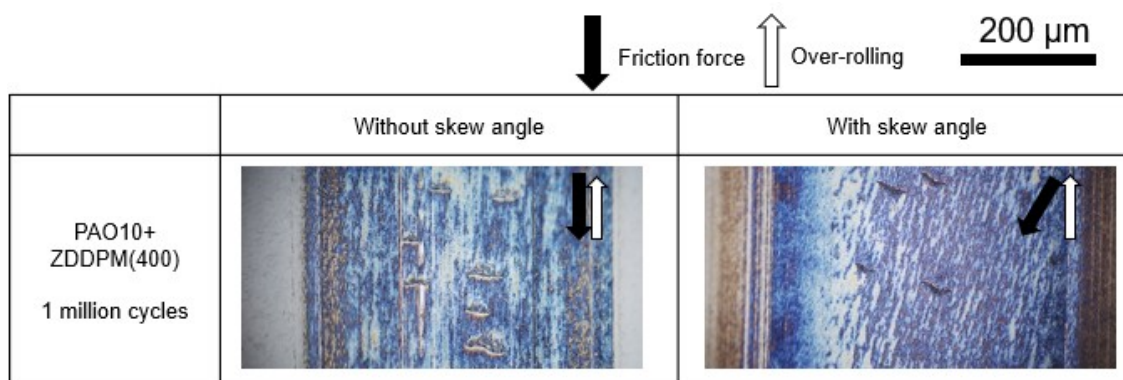 Friction force
Over-rolling
200 µm
Without skew angle
With skew angle
PAO10+
ZDDPM(400)
1 million cycles